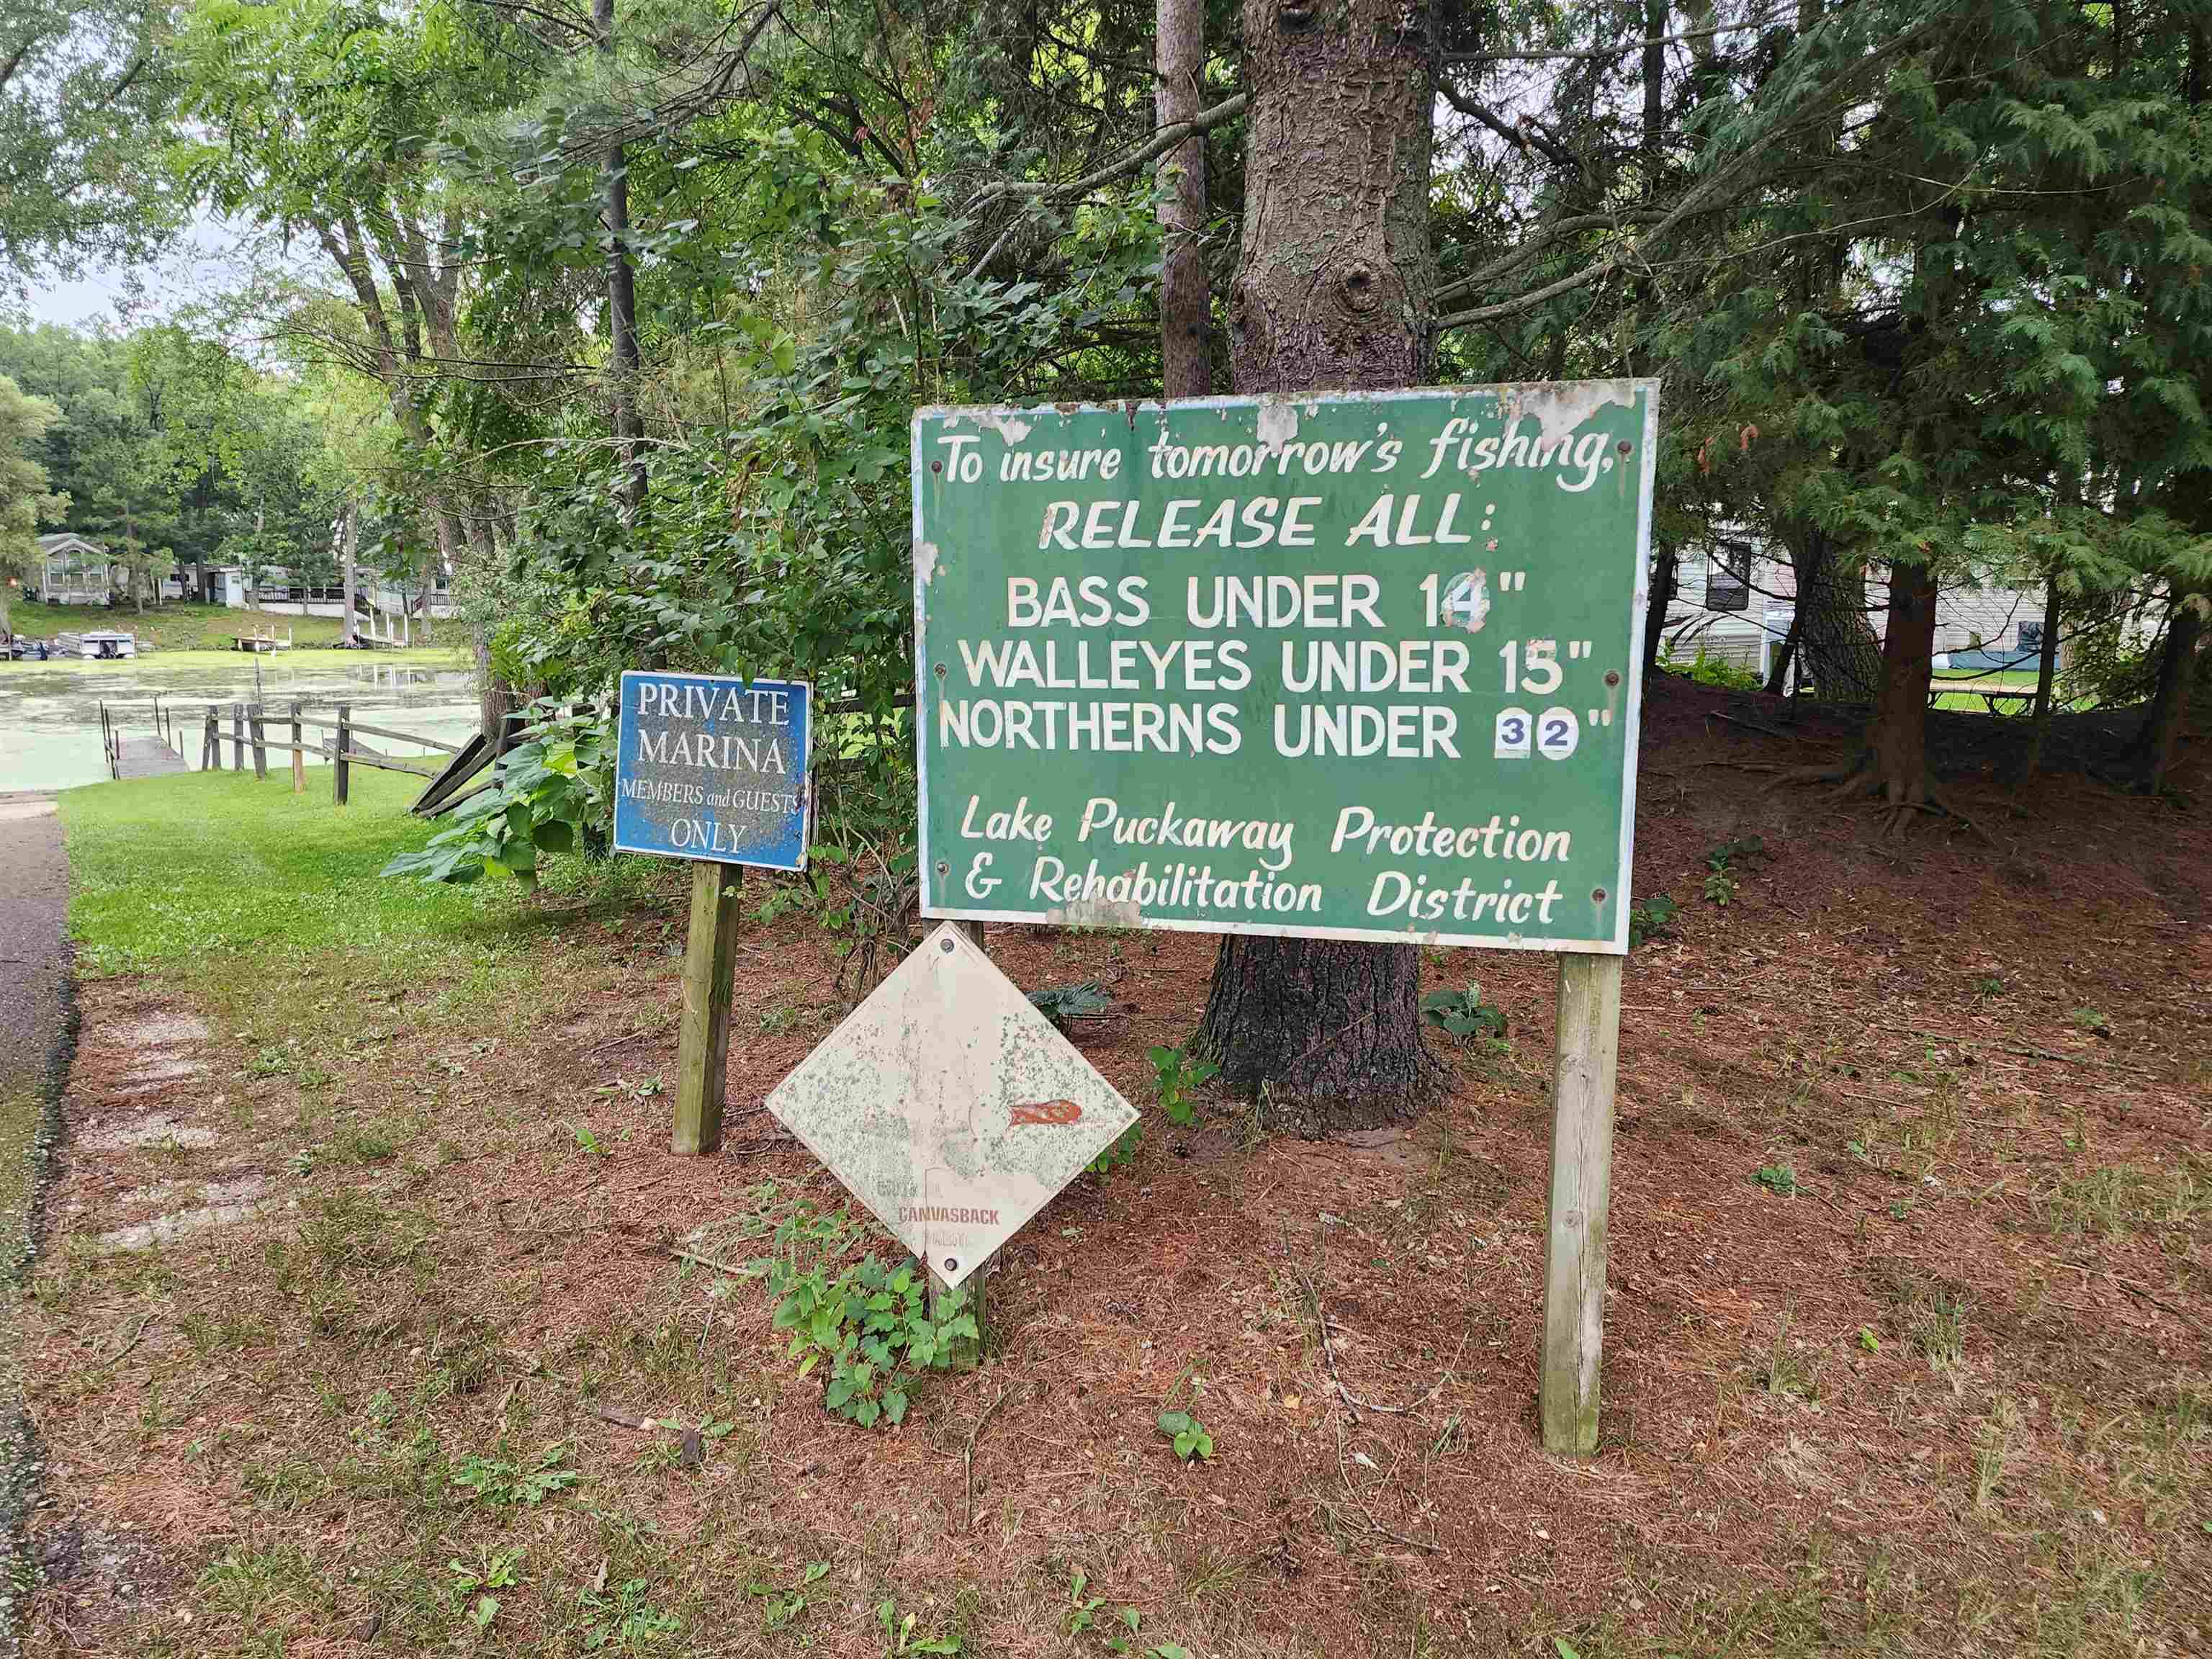 PRIVATE
MARINA
MEMBERS and GUESTS
ONLY
To insure tomorrow's fishing,
RELEASE ALL:
BASS UNDER 14"
WALLEYES UNDER 15"
NORTHERNS UNDER 32"
Lake Puckaway Protection
& Rehabilitation District
CANVASBACK